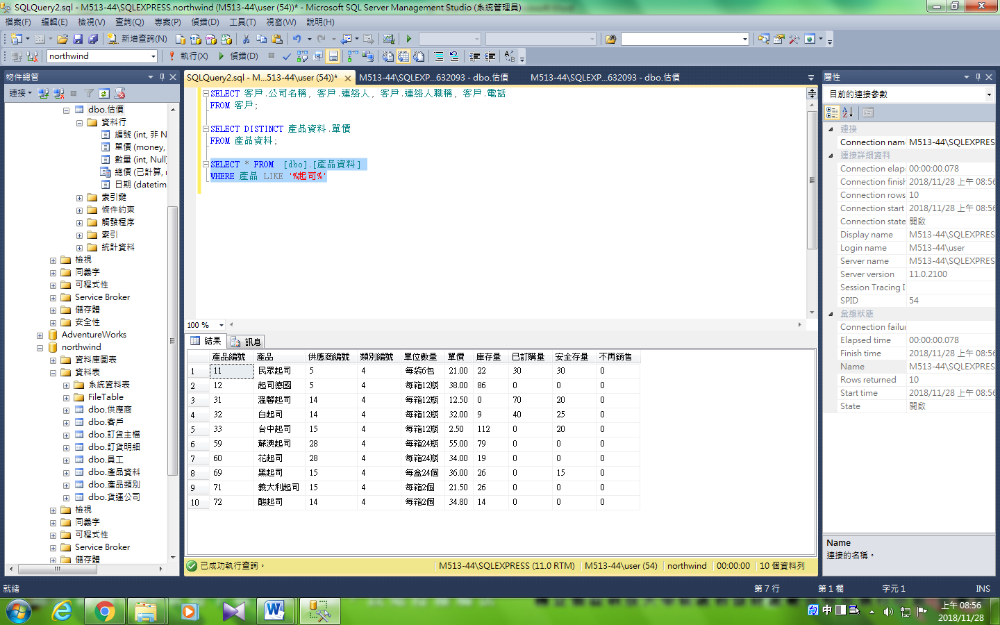 SQLQuery2.sql - M513-44\SQLEXPRESS.northwind (M513-44\user (54))* - Microsoft SQL Server Management Studio (系統管理員)
檔案(F) 編輯(E) 檢視(V) 查詢(Q) 專案(P) 偵錯(D) 工具(T) 視窗(W) 說明(H)
新增查詢(N)
northwind 執行(X) 偵錯(D)
物件總管
連接
dbo.估價
資料行
編號 (int, 非 N
單價 (money,
數量 (int, Null
總價 (已計算, r
日期 (datetim
索引鍵
條件約束
觸發程序
索引
統計資料
檢視
同義字
可程式性
Service Broker
儲存體
安全性
AdventureWorks
northwind
資料庫圖表
資料表
系統資料表
FileTable
dbo.供應商
dbo.客戶
dbo.訂貨主檔
dbo.訂貨明細
dbo.員工
dbo.產品資料
dbo.產品類別
dbo.貨運公司
檢視
同義字
可程式性
Service Broker
儲存體
SQLQuery2.sql - M...513-44\user (54))* M513-44\SQLEXP...632093 - dbo.估價 M513-44\SQLEXP...632093 - dbo.估價
SELECT 客戶.公司名稱, 客戶.連絡人, 客戶.連絡人職稱, 客戶.電話
FROM 客戶;
SELECT DISTINCT 產品資料.單價
FROM 產品資料;
SELECT * FROM [dbo].[產品資料]
WHERE 產品 LIKE '%起司%'
100 %
結果 訊息
產品編號 產品 供應商編號 類別編號 單位數量 單價 庫存量 已訂購量 安全存量 不再銷售
1 11 民眾起司 5 4 每袋6包 21.00 22 30 30 0
2 12 起司德國 5 4 每箱12瓶 38.00 86 0 0 0
3 31 溫馨起司 14 4 每箱12瓶 12.50 0 70 20 0
4 32 白起司 14 4 每箱12瓶 32.00 9 40 25 0
5 33 台中起司 15 4 每箱12瓶 2.50 112 0 20 0
6 59 蘇澳起司 28 4 每箱24瓶 55.00 79 0 0 0
7 60 花起司 28 4 每箱24瓶 34.00 19 0 0 0
8 69 黑起司 15 4 每盒24個 36.00 26 0 15 0
9 71 義大利起司 15 4 每箱2個 21.50 26 0 0 0
10 72 酸起司 14 4 每箱2個 34.80 14 0 0 0
已成功執行查詢。 M513-44\SQLEXPRESS (11.0 RTM) M513-44\user (54) northwind 00:00:00 10 個資料列
屬性
目前的連接參數
連接
Connection nam M513-44\SQLEXPRES
連接詳細資料
Connection elap 00:00:00.078
Connection finish 2018/11/28 上午 08:56
Connection rows 10
Connection start 2018/11/28 上午 08:56
Connection state 開啟
Display name M513-44\SQLEXPRES
Login name M513-44\user
Server name M513-44\SQLEXPRES
Server version 11.0.2100
Session Tracing I
SPID 54
彙總狀態
Connection failur
Elapsed time 00:00:00.078
Finish time 2018/11/28 上午 08:56
Name M513-44\SQLEXPRES
Rows returned 10
Start time 2018/11/28 上午 08:56
State 開啟
Name
連接的名稱。
就緒 第 7 行 第 1 欄 字元 1 INS
中
上午 08:56
2018/11/28